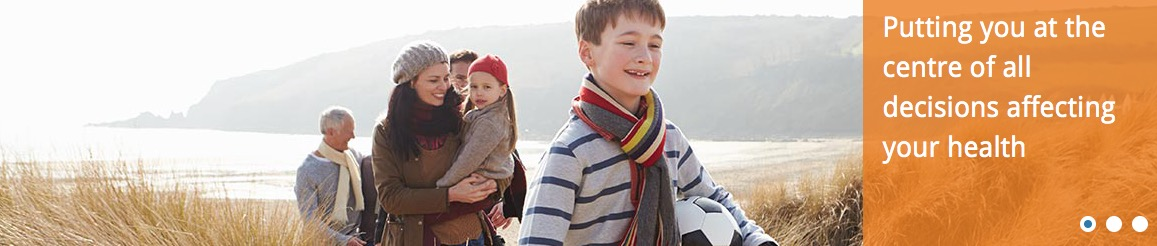 Putting you at the
centre of all
decisions affecting
your health